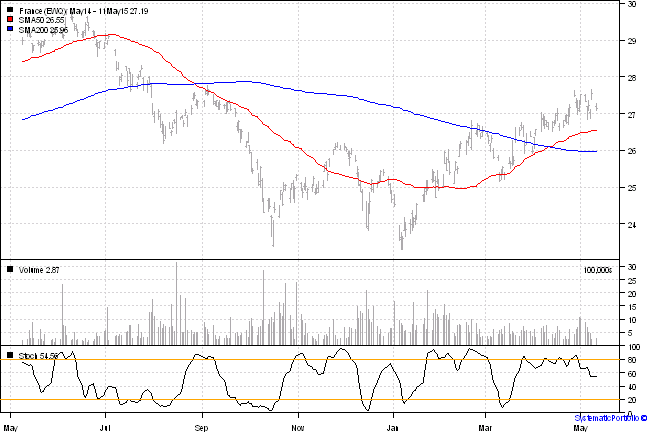 France (EWQ): May14 - 11May15 27.19
SMA50 26.55
SMA200 25.96
30
29
28
27
26
25
24
Volume 2.87
100,000s
30
25
20
15
10
5
Stoch 54.56
100
80
60
40
20
0
May Jul Sep Nov Jan Mar May
SystematicPortfolio ©